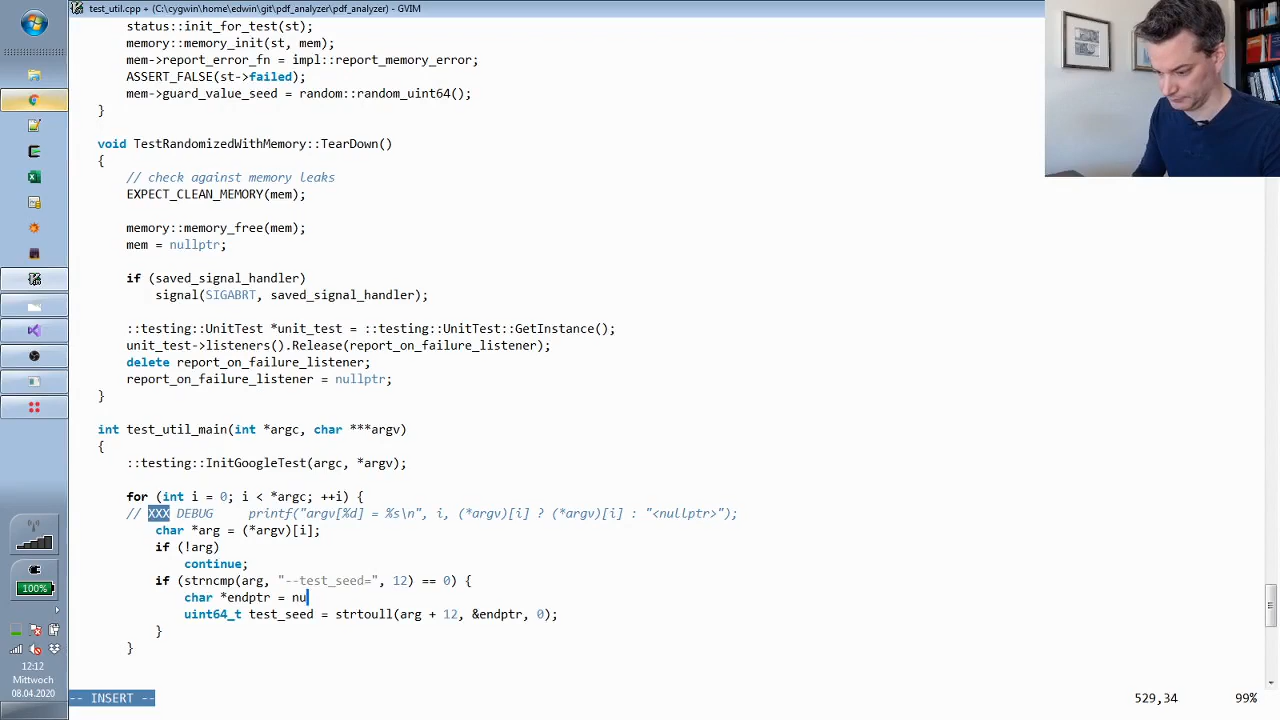 test_util.cpp + (C:\cygwin\home\edwin\git\pdf_analyzer\pdf_analyzer) - GVIM
status::init_for_test(st);
memory::memory_init(st, mem);
mem->report_error_fn = impl::report_memory_error;
ASSERT_FALSE(st->failed);
mem->guard_value_seed = random::random_uint64();
}
void TestRandomizedWithMemory::TearDown()
{
// check against memory leaks
EXPECT_CLEAN_MEMORY(mem);
memory::memory_free(mem);
mem = nullptr;
if (saved_signal_handler)
signal(SIGABRT, saved_signal_handler);
::testing::UnitTest *unit_test = ::testing::UnitTest::GetInstance();
unit_test->listeners().Release(report_on_failure_listener);
delete report_on_failure_listener;
report_on_failure_listener = nullptr;
}
int test_util_main(int *argc, char ***argv)
{
::testing::InitGoogleTest(argc, *argv);
for (int i = 0; i < *argc; ++i) {
// XXX DEBUG     printf("argv[%d] = %s\n", i, (*argv)[i] ? (*argv)[i] : "<nullptr>");
char *arg = (*argv)[i];
if (!arg)
continue;
if (strncmp(arg, "--test_seed=", 12) == 0) {
char *endptr = nu
uint64_t test_seed = strtoull(arg + 12, &endptr, 0);
}
}
-- INSERT --
529,34
99%
100%
12:12
Mittwoch
08.04.2020